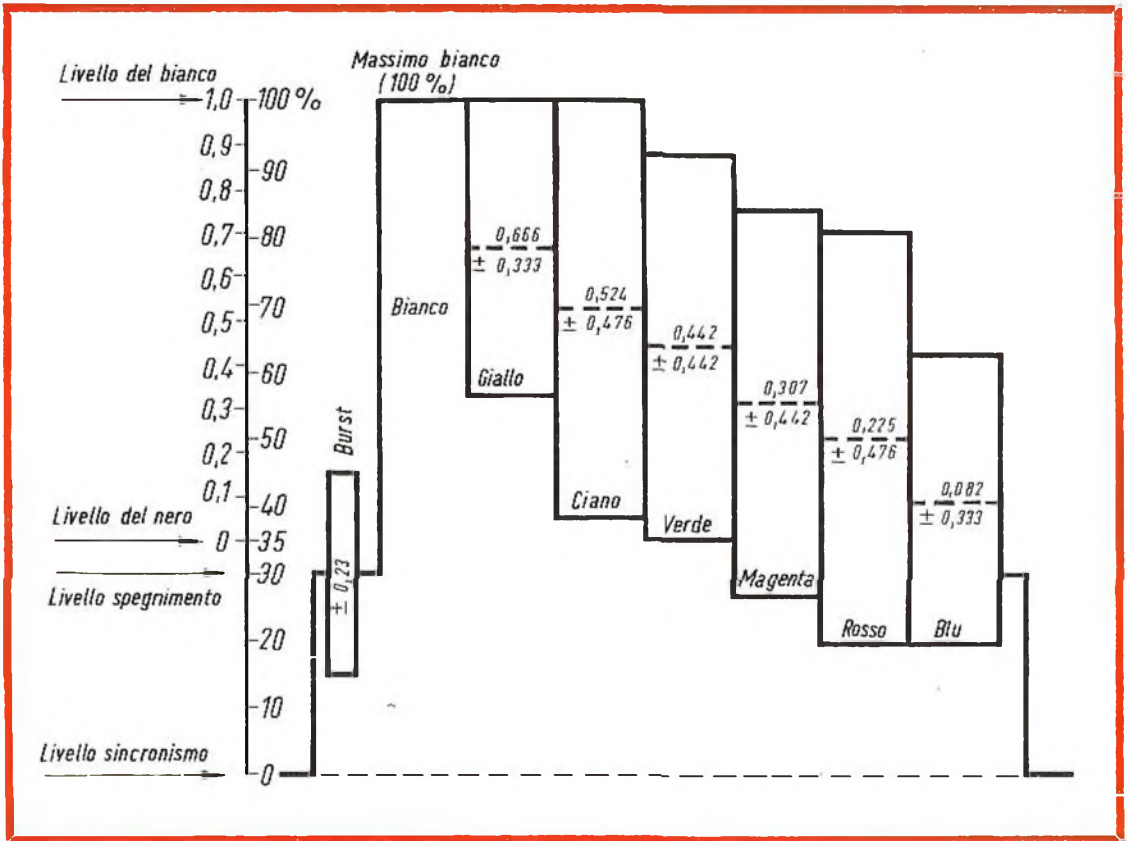 Massimo bianco
(100 %)
Livello del bianco
1,0
100 %
0,9
90
0,8
0,7
80
0,6
70
0,5
0,4
60
0,3
50
0,2
0,1
40
Livello del nero
0
35
30
Livello spegnimento
20
10
Livello sincronismo
0
Burst
± 0,23
Bianco
0,666
± 0,333
Giallo
0,524
± 0,476
Ciano
0,442
± 0,442
Verde
0,307
± 0,442
Magenta
0,225
± 0,476
Rosso
0,082
± 0,333
Blu